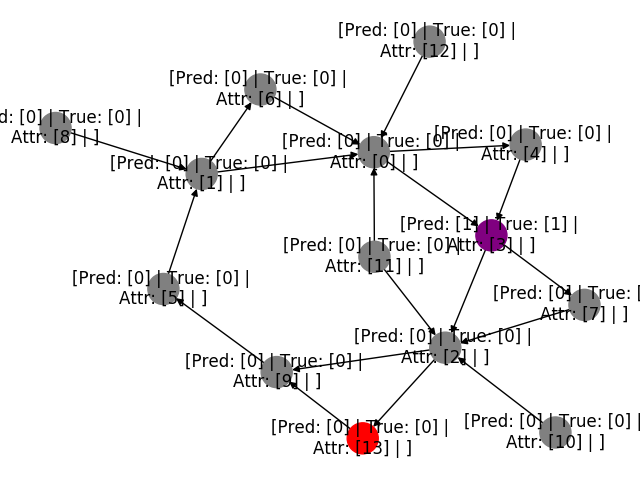 [Pred: [0] | True: [0] |
Attr: [12] | ]
[Pred: [0] | True: [0] |
Attr: [6] | ]
d: [0] | True: [0] |
Attr: [8] | ]
[Pred: [0] | True: [0] |
Attr: [0] | ]
[Pred: [0] | True: [0] |
Attr: [4] | ]
[Pred: [0] | True: [0] |
Attr: [1] | ]
[Pred: [1] | True: [1] |
Attr: [3] | ]
[Pred: [0] | True: [0] |
Attr: [11] | ]
[Pred: [0] | True: [0] |
Attr: [5] | ]
[Pred: [0] | True: [
Attr: [7] | ]
[Pred: [0] | True: [0] |
Attr: [2] | ]
[Pred: [0] | True: [0] |
Attr: [9] | ]
[Pred: [0] | True: [0] |
Attr: [13] | ]
[Pred: [0] | True: [0] |
Attr: [10] | ]